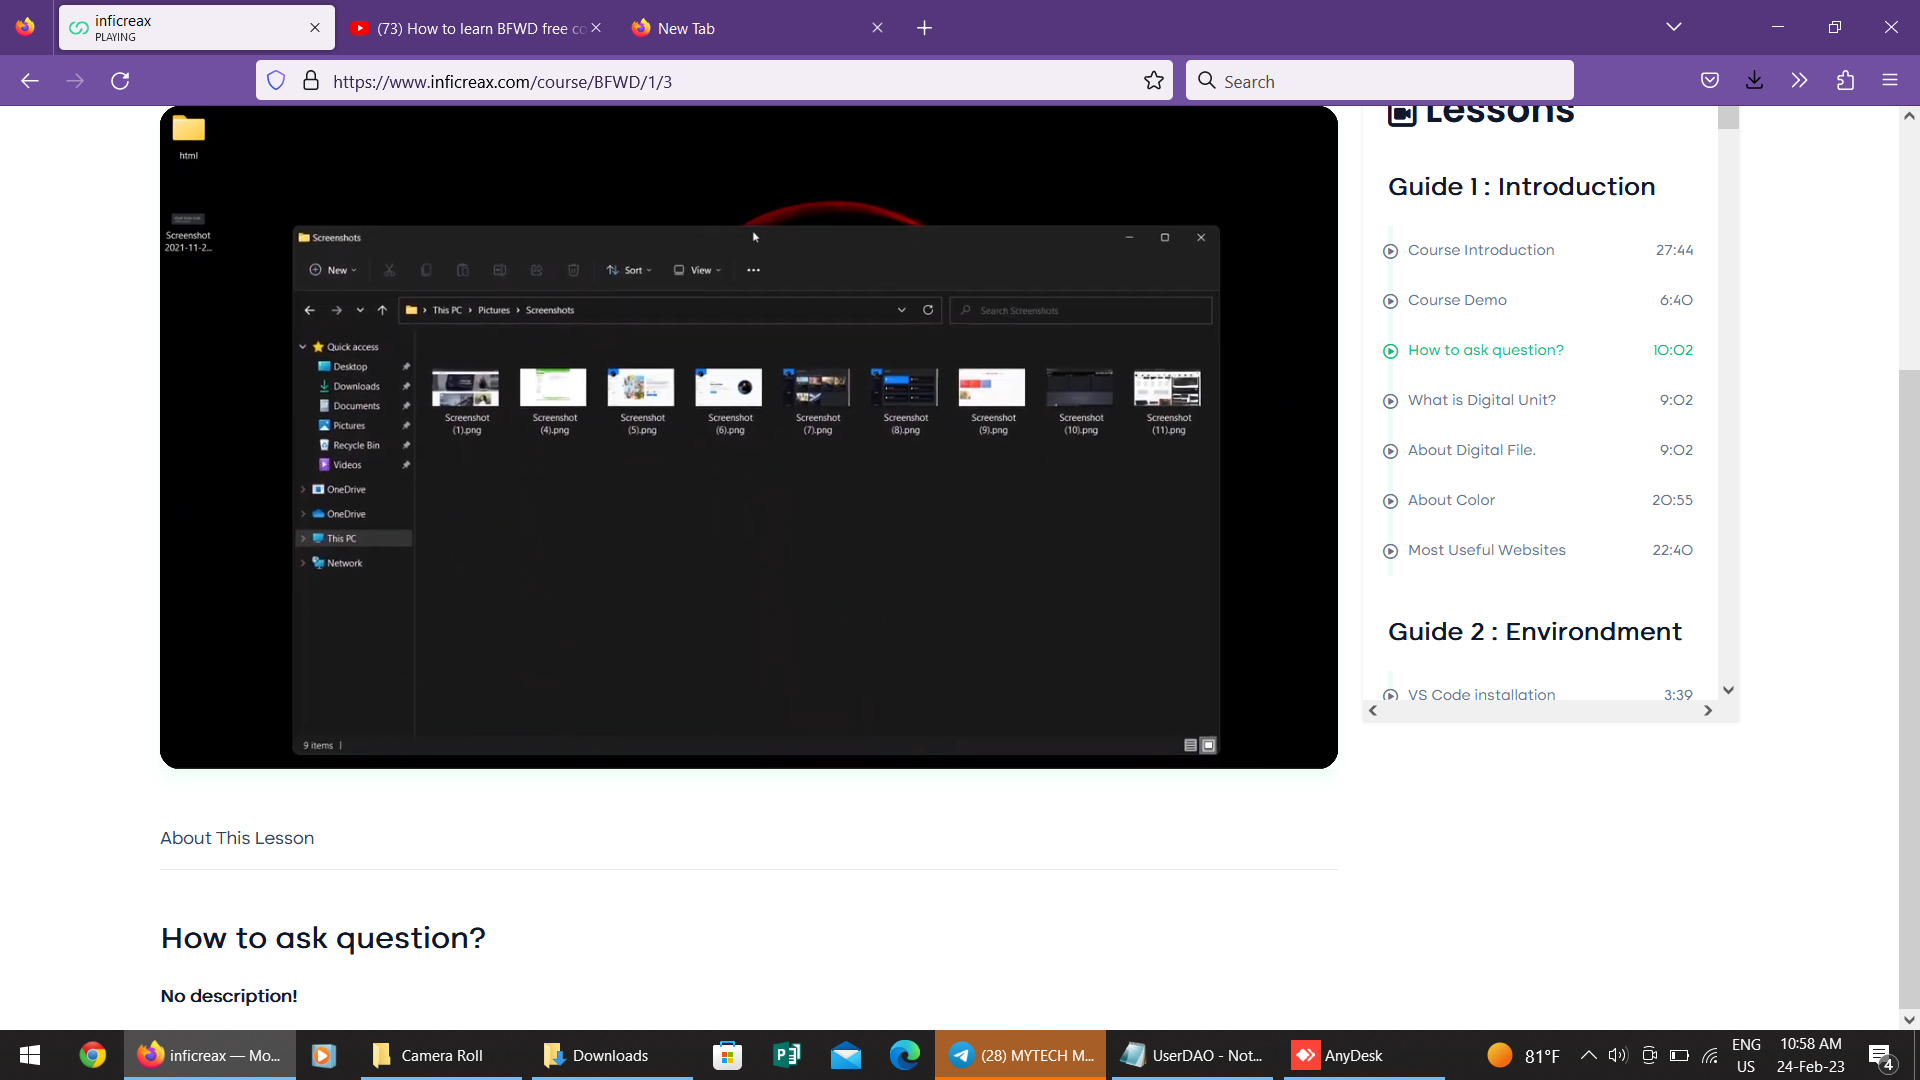 inficreax
PLAYING
(73) How to learn BFWD free co
New Tab
https://www.inficreax.com/course/BFWD/1/3
Search
html
Screenshot
2021-11-2...
Screenshots
New
Sort
View
This PC > Pictures > Screenshots
Search Screenshots
Quick access
Desktop
Downloads
Documents
Pictures
Recycle Bin
Videos
OneDrive
OneDrive
This PC
Network
Screenshot (1).png
Screenshot (4).png
Screenshot (5).png
Screenshot (6).png
Screenshot (7).png
Screenshot (8).png
Screenshot (9).png
Screenshot (10).png
Screenshot (11).png
9 items
Lessons
Guide 1 : Introduction
Course Introduction 27:44
Course Demo 6:40
How to ask question? 10:02
What is Digital Unit? 9:02
About Digital File. 9:02
About Color 20:55
Most Useful Websites 22:40
Guide 2 : Environdment
VS Code installation 3:39
About This Lesson
How to ask question?
No description!
inficreax — Mo...
Camera Roll
Downloads
(28) MYTECH M...
UserDAO - Not...
AnyDesk
81°F
ENG
US
10:58 AM
24-Feb-23
4